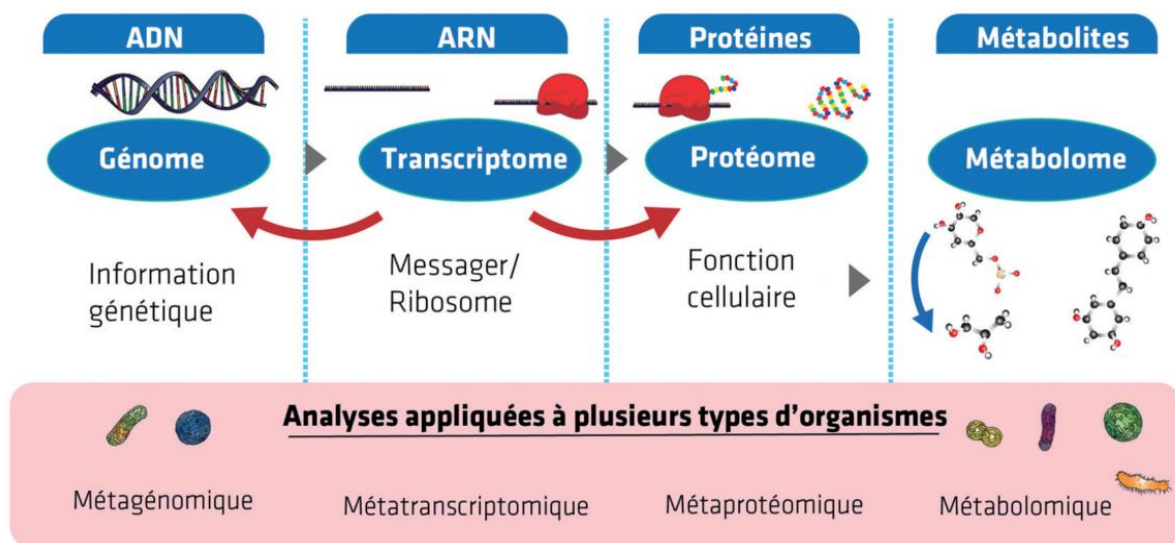 ADN
ARN
Protéines
Métabolites
Génome
Transcriptome
Protéome
Métabolome
Information
génétique
Messager/
Ribosome
Fonction
cellulaire
Analyses appliquées à plusieurs types d’organismes
Métagénomique
Métatranscriptomique
Métaprotéomique
Métabolomique